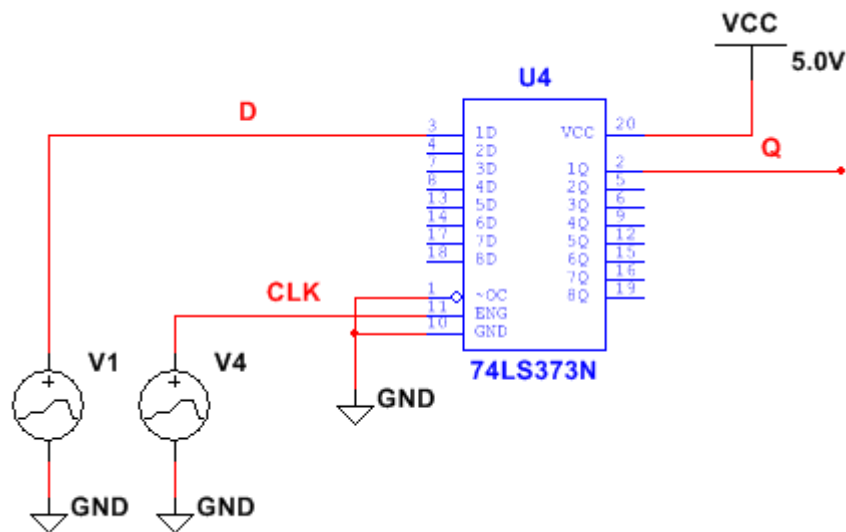 VCC
5.0V
U4
D
3 1D VCC 20
4 2D
Q
7 3D 1Q 2
8 4D 2Q 5
13 5D 3Q 6
14 6D 4Q 9
17 7D 5Q 12
18 8D 6Q 15
7Q 16
CLK
1 ~OC 8Q 19
11 ENG
10 GND
V1
V4
74LS373N
GND
GND
GND